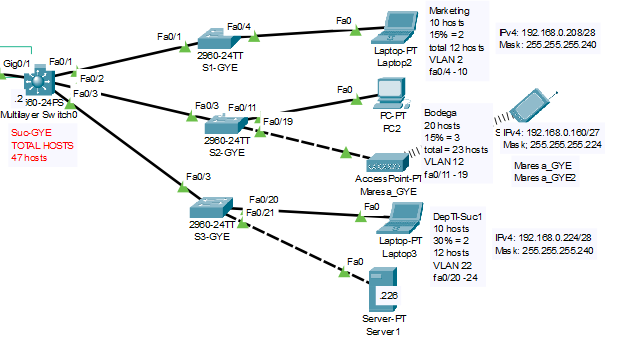 Gig0/1
Fa0/1
Fa0/2
Fa0/3
.2
Multilayer Switch0
Suc-GYE
TOTAL HOSTS
47 hosts
Fa0/1
Fa0/4
2960-24TT
S1-GYE
Fa0
Laptop-PT
Laptop2
Marketing
10 hosts
15% = 2
total 12 hosts
VLAN 2
fa0/4 - 10
IPv4: 192.168.0.208/28
Mask: 255.255.255.240
Fa0/3
Fa0/11
Fa0/19
2960-24TT
S2-GYE
Fa0
PC-PT
PC2
AccessPoint-PT
Maresa_GYE
Bodega
20 hosts
15% = 3
total = 23 hosts
VLAN 12
fa0/11 - 19
IPv4: 192.168.0.160/27
Mask; 255.255.255.224
Maresa_GYE
Maresa_GYE2
Fa0/3
Fa0/20
Fa0/21
2960-24TT
S3-GYE
Fa0
Laptop-PT
Laptop3
DepTI-Suc1
10 hosts
30% = 2
12 hosts
VLAN 22
fa0/20 -24
IPv4: 192.168.0.224/28
Mask: 255.255.255.240
Fa0
.226
Server-PT
Server1